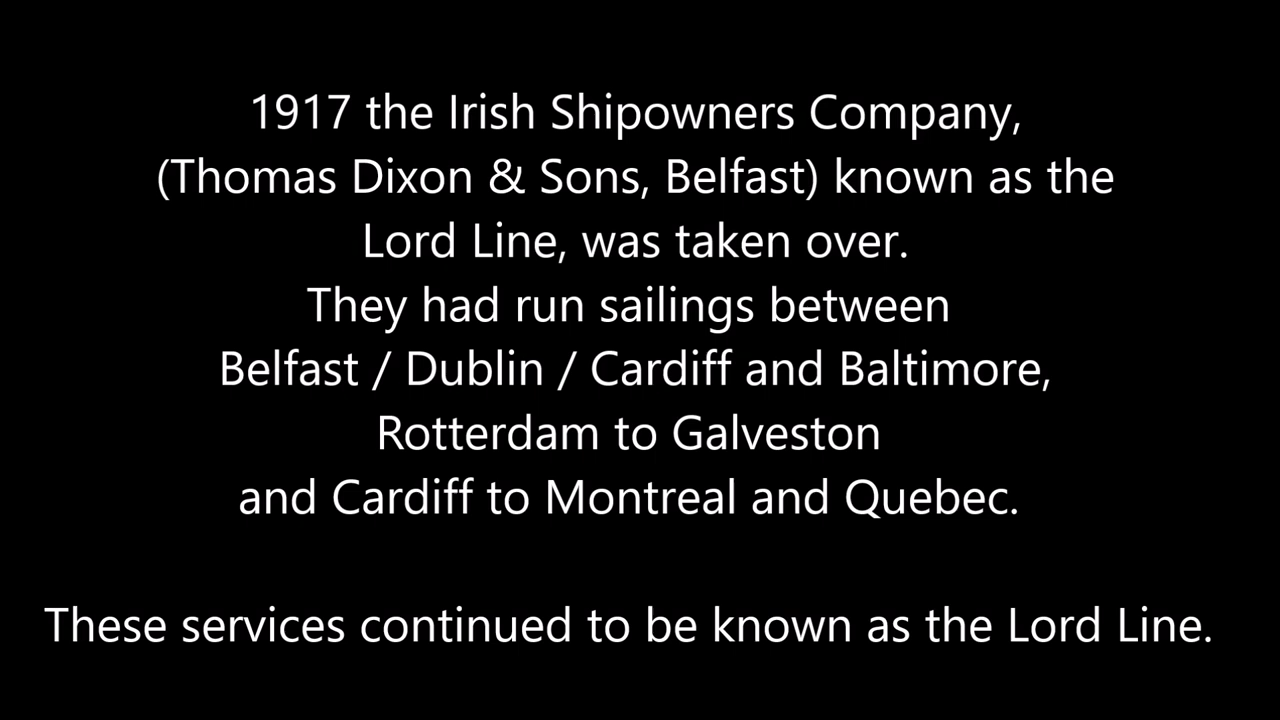 1917 the Irish Shipowners Company,
(Thomas Dixon & Sons, Belfast) known as the
Lord Line, was taken over.
They had run sailings between
Belfast / Dublin / Cardiff and Baltimore,
Rotterdam to Galveston
and Cardiff to Montreal and Quebec.
These services continued to be known as the Lord Line.